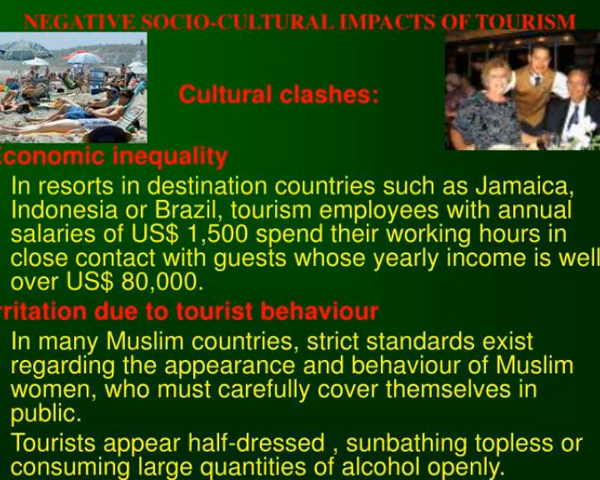 NEGATIVE SOCIO-CULTURAL IMPACTS OF TOURISM
Cultural clashes:
Economic inequality
In resorts in destination countries such as Jamaica,
Indonesia or Brazil, tourism employees with annual
salaries of US$ 1,500 spend their working hours in
close contact with guests whose yearly income is well
over US$ 80,000.
rritation due to tourist behaviour
In many Muslim countries, strict standards exist
regarding the appearance and behaviour of Muslim
women, who must carefully cover themselves in
public.
Tourists appear half-dressed , sunbathing topless or
consuming large quantities of alcohol openly.